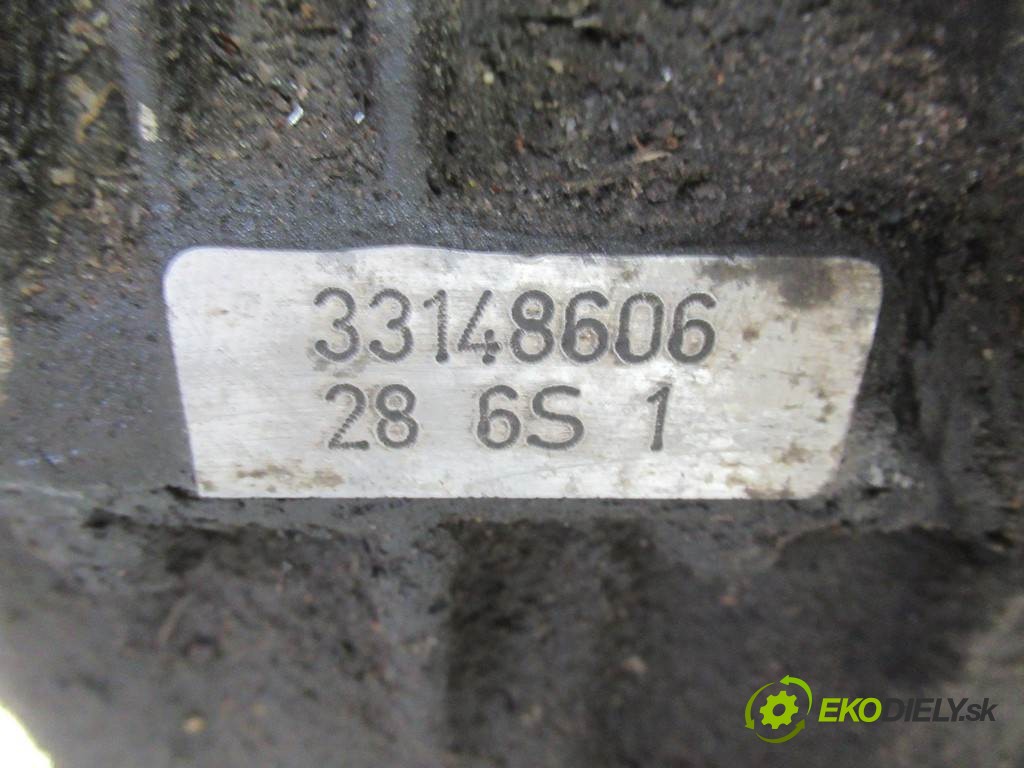 33148606
28 6S 1
EKODIELY.sk